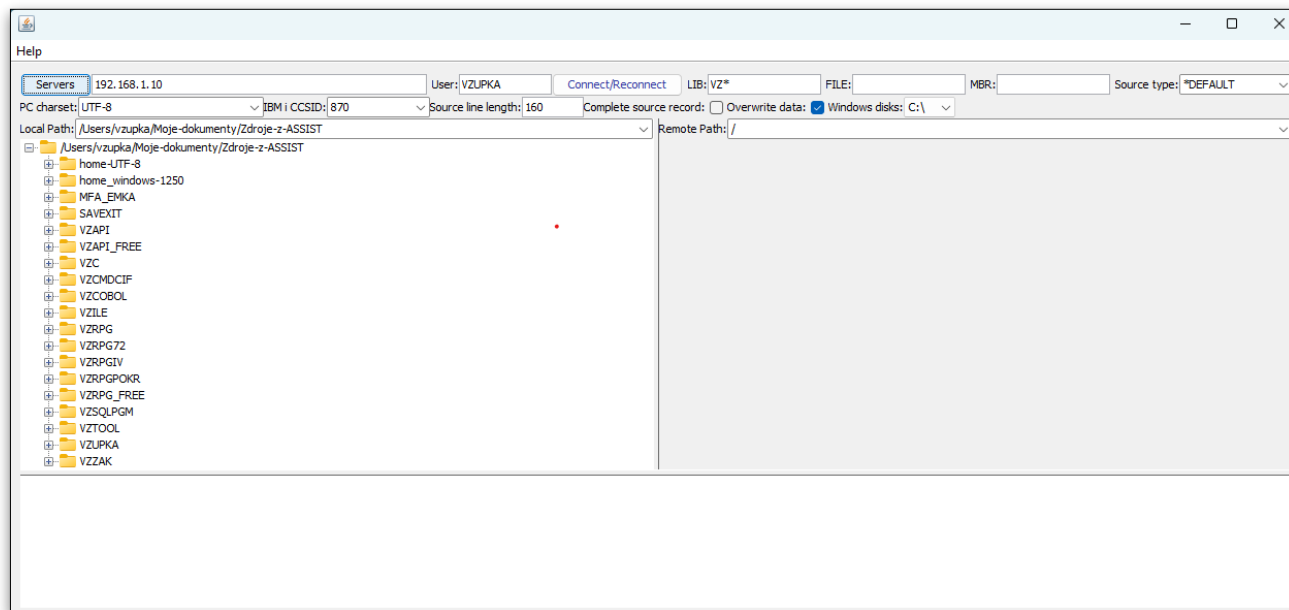 Help
Servers 192.168.1.10 User: VZUPKA Connect/Reconnect LIB: VZ* FILE: MBR: Source type: *DEFAULT
PC charset: UTF-8 IBM i CCSID: 870 Source line length: 160 Complete source record: Overwrite data: Windows disks: C:\
Local Path: /Users/vzupka/Moje-dokumenty/Zdroje-z-ASSIST Remote Path: /
/Users/vzupka/Moje-dokumenty/Zdroje-z-ASSIST
home-UTF-8
home_windows-1250
MFA_EMKA
SAVEXIT
VZAPI
VZAPI_FREE
VZC
VZCMDCIF
VZCOBOL
VZILE
VZRPG
VZRPG72
VZRPGIV
VZRPGPOKR
VZRPG_FREE
VZSQLPGM
VZTOOL
VZUPKA
VZZAK